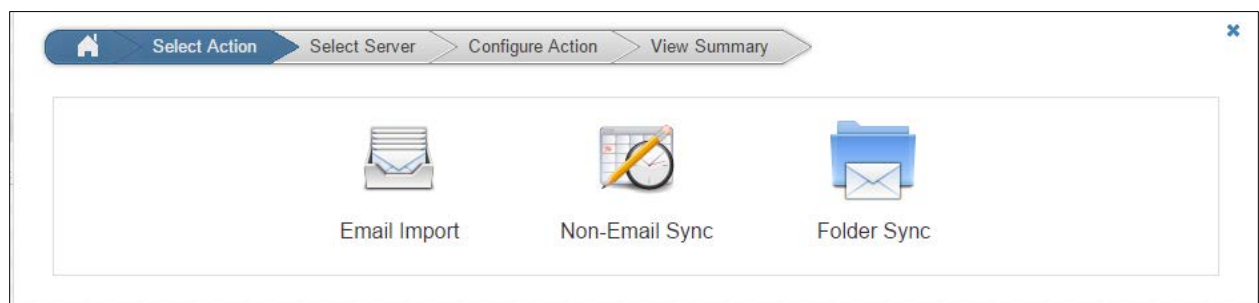 Select Action Select Server Configure Action View Summary
Email Import Non-Email Sync Folder Sync